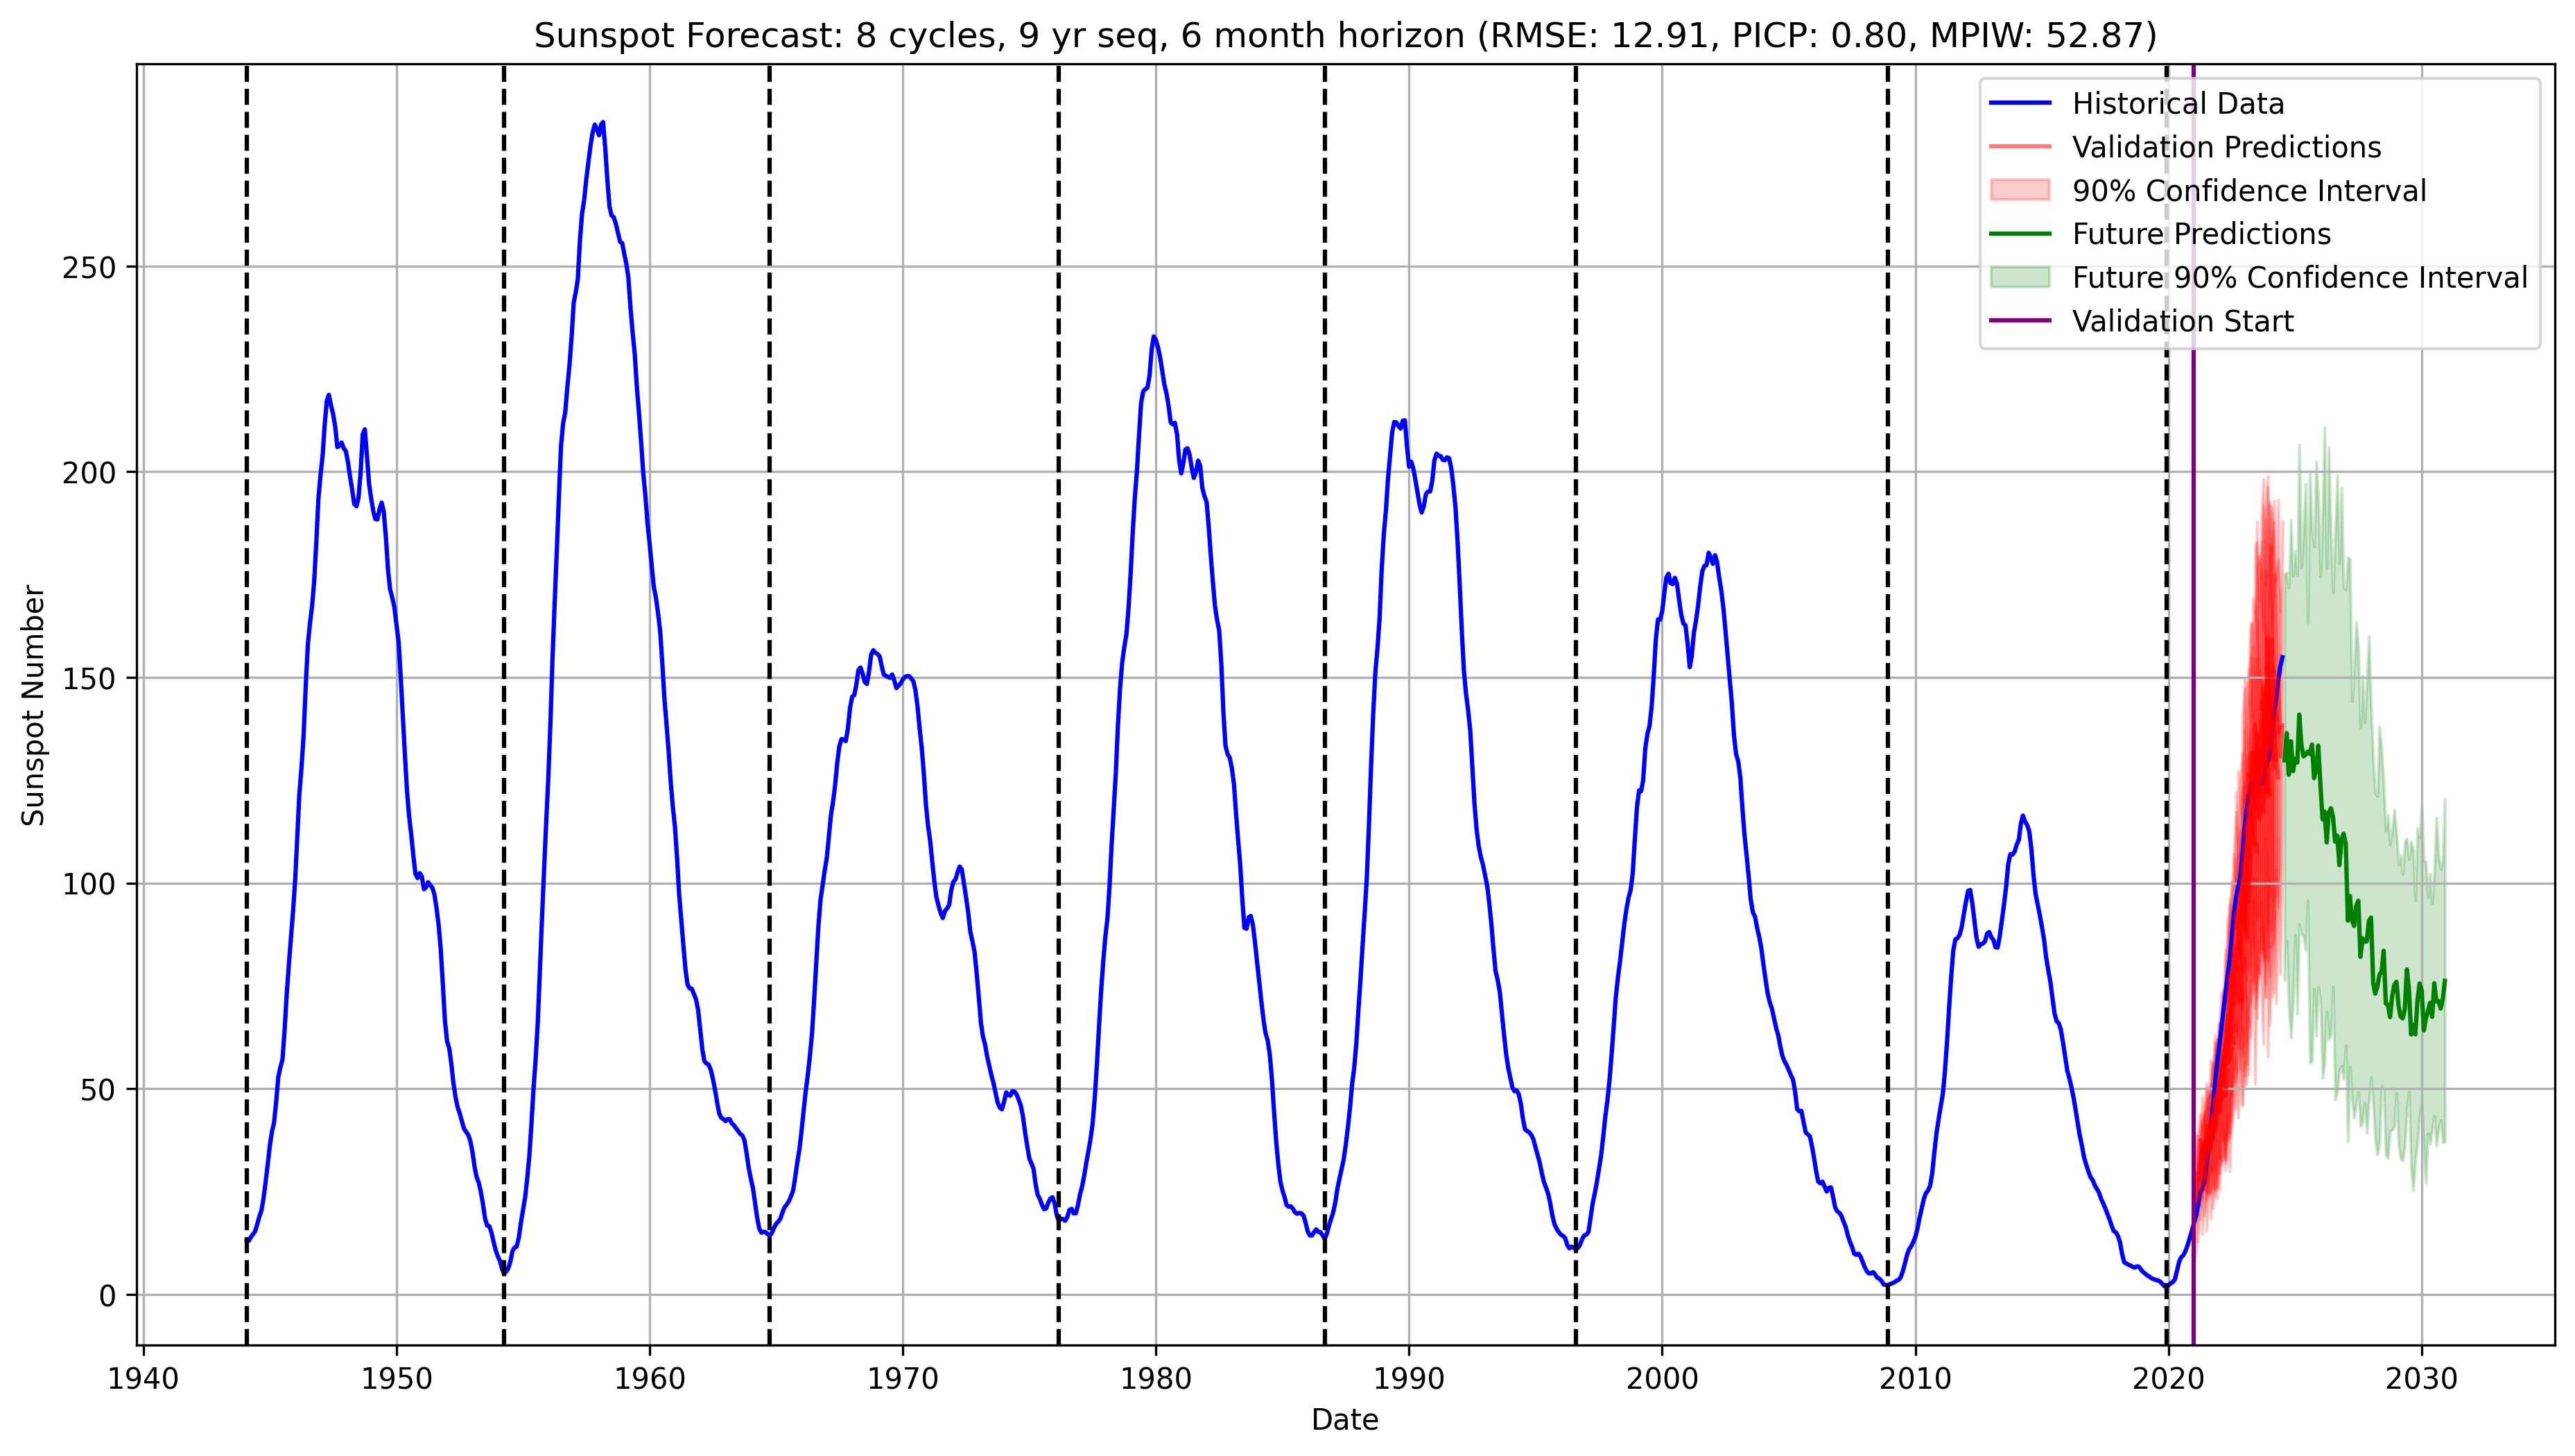 Sunspot Forecast: 8 cycles, 9 yr seq, 6 month horizon (RMSE: 12.91, PICP: 0.80, MPIW: 52.87)
Historical Data
Validation Predictions
90% Confidence Interval
Future Predictions
Future 90% Confidence Interval
Validation Start
Sunspot Number
250
200
150
100
50
0
1940 1950 1960 1970 1980 1990 2000 2010 2020 2030
Date